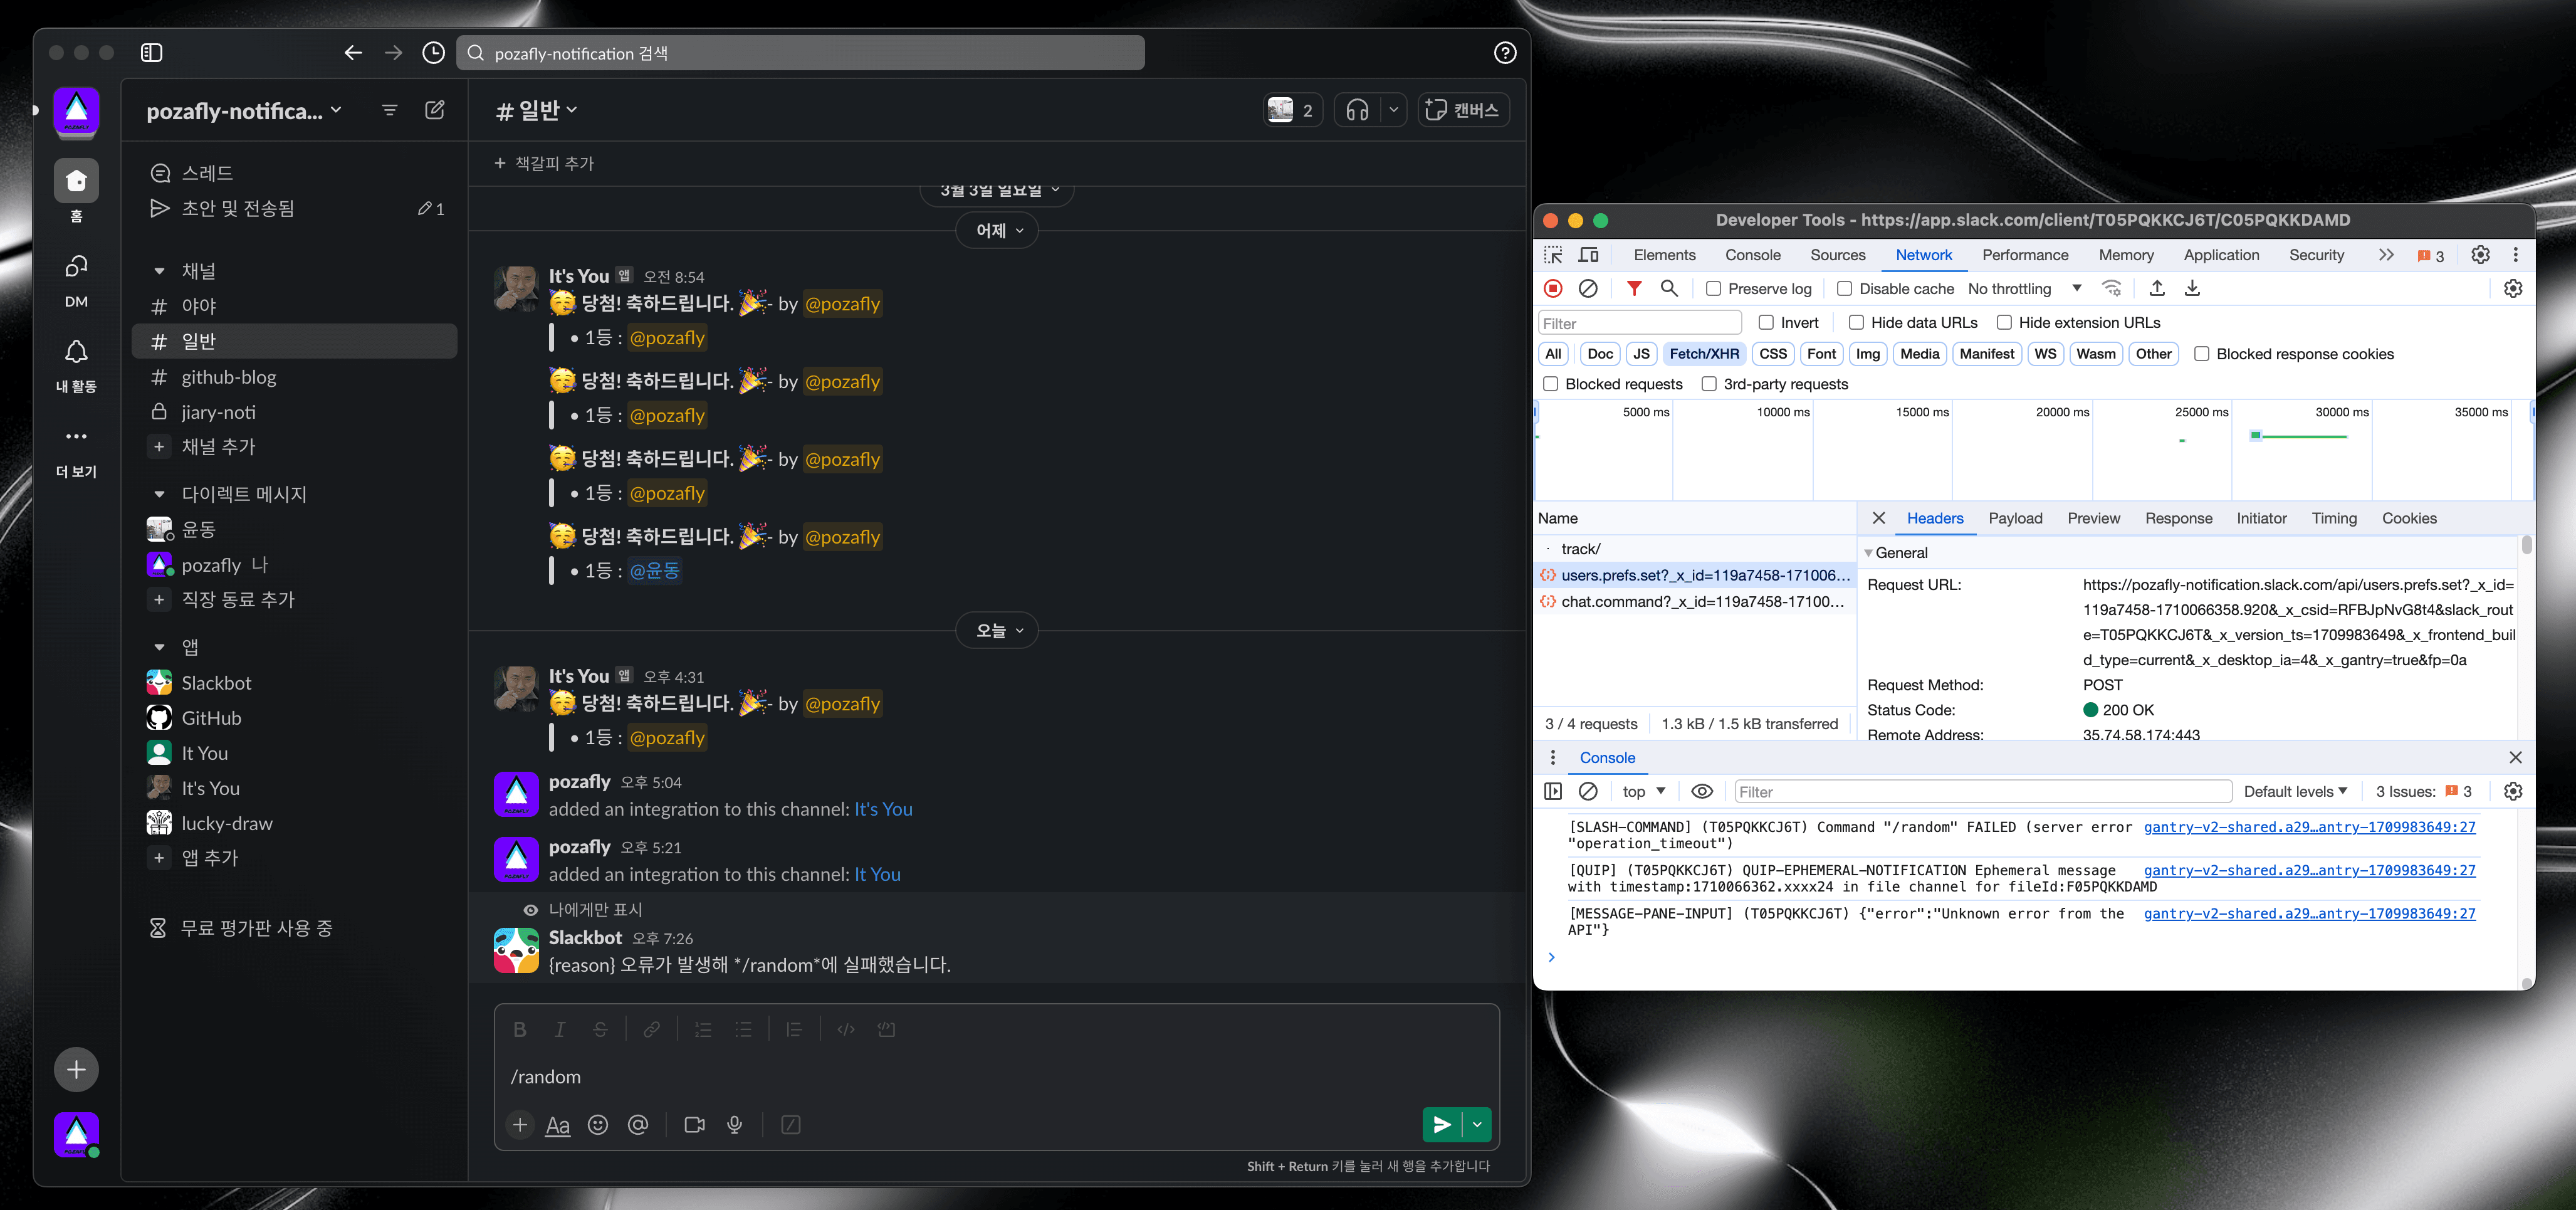 pozafly-notification 검색
pozafly-notifica...
홈
DM
내 활동
더 보기
스레드
초안 및 전송됨
1
채널
# 야야
# 일반
# github-blog
jiary-noti
+ 채널 추가
다이렉트 메시지
윤동
pozafly 나
+ 직장 동료 추가
앱
Slackbot
GitHub
It You
It's You
lucky-draw
+ 앱 추가
무료 평가판 사용 중
# 일반
2
캔버스
+ 책갈피 추가
3월 3일 일요일
어제
It's You 앱 오전 8:54
당첨! 축하드립니다. - by @pozafly
• 1등 : @pozafly
당첨! 축하드립니다. - by @pozafly
• 1등 : @pozafly
당첨! 축하드립니다. - by @pozafly
• 1등 : @pozafly
당첨! 축하드립니다. - by @pozafly
• 1등 : @윤동
오늘
It's You 앱 오후 4:31
당첨! 축하드립니다. - by @pozafly
• 1등 : @pozafly
pozafly 오후 5:04
added an integration to this channel: It's You
pozafly 오후 5:21
added an integration to this channel: It You
나에게만 표시
Slackbot 오후 7:26
{reason} 오류가 발생해 */random*에 실패했습니다.
B I S
/random
+ Aa @
Shift + Return 키를 눌러 새 행을 추가합니다
Developer Tools - https://app.slack.com/client/T05PQKKCJ6T/C05PQKKDAMD
Elements Console Sources Network Performance Memory Application Security 3
Preserve log Disable cache No throttling
Filter Invert Hide data URLs Hide extension URLs
All Doc JS Fetch/XHR CSS Font Img Media Manifest WS Wasm Other Blocked response cookies
Blocked requests 3rd-party requests
5000 ms 10000 ms 15000 ms 20000 ms 25000 ms 30000 ms 35000 ms
Name
track/
users.prefs.set?_x_id=119a7458-171006...
chat.command?_x_id=119a7458-17100...
3 / 4 requests 1.3 kB / 1.5 kB transferred
Headers Payload Preview Response Initiator Timing Cookies
General
Request URL: https://pozafly-notification.slack.com/api/users.prefs.set?_x_id=
119a7458-1710066358.920&_x_csid=RFBJpNvG8t4&slack_rout
e=T05PQKKCJ6T&_x_version_ts=1709983649&_x_frontend_buil
d_type=current&_x_desktop_ia=4&_x_gantry=true&fp=0a
Request Method: POST
Status Code: 200 OK
Remote Address: 35.74.58.174:443
Console
top Filter Default levels 3 Issues: 3
[SLASH-COMMAND] (T05PQKKCJ6T) Command "/random" FAILED (server error gantry-v2-shared.a29…antry-1709983649:27
"operation_timeout")
[QUIP] (T05PQKKCJ6T) QUIP-EPHEMERAL-NOTIFICATION Ephemeral message gantry-v2-shared.a29…antry-1709983649:27
with timestamp:1710066362.xxxx24 in file channel for fileId:F05PQKKDAMD
[MESSAGE-PANE-INPUT] (T05PQKKCJ6T) {"error":"Unknown error from the gantry-v2-shared.a29…antry-1709983649:27
API"}